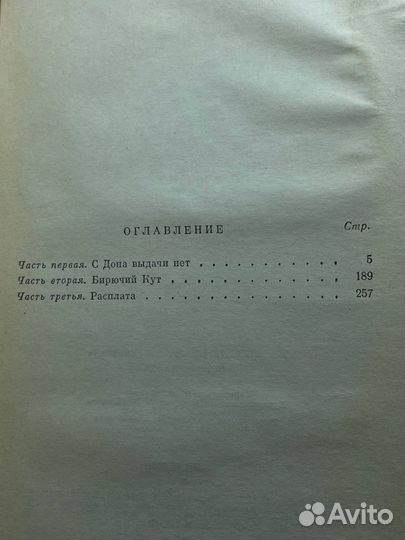 ОГЛАВЛЕНИЕ
Стр.
Часть первая. С Дона выдачи нет . . . . . . . . . . . 5
Часть вторая. Бирючий Кут . . . . . . . . . . . . . 189
Часть третья. Расплата . . . . . . . . . . . . . . . 257
Avito